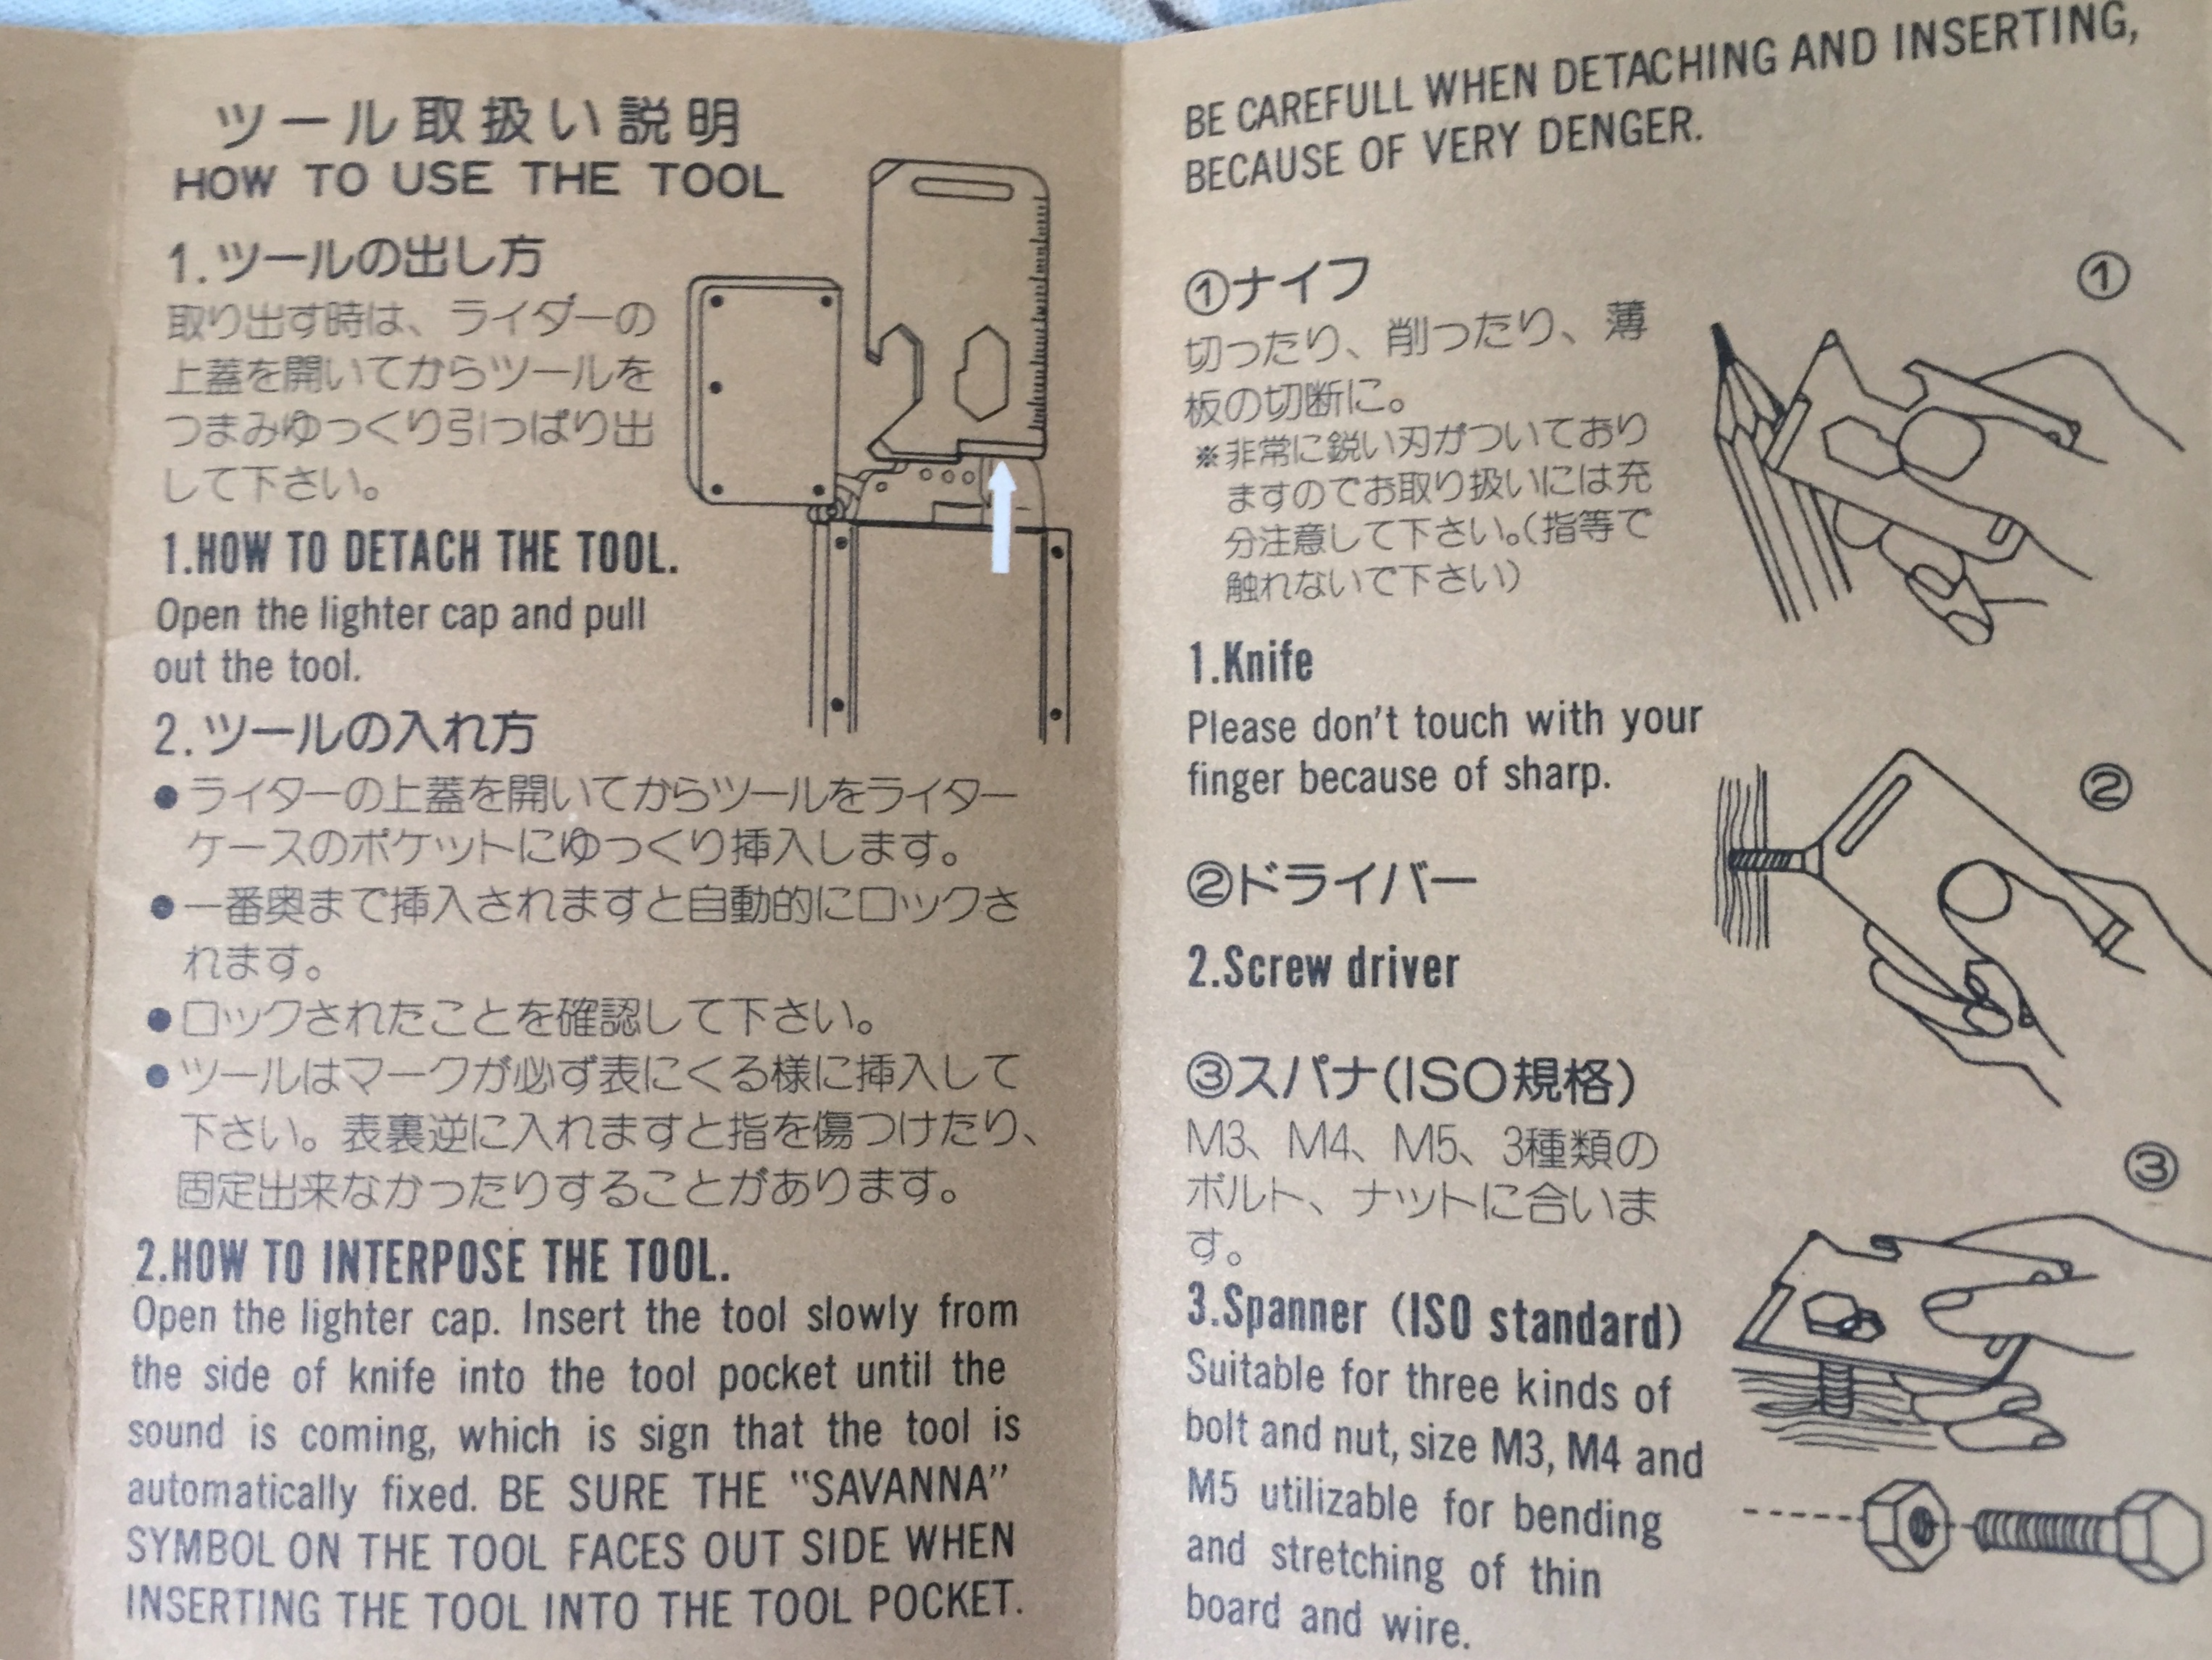 ツール取扱い説明
HOW TO USE THE TOOL
1.ツールの出し方
取り出す時は、ライダーの
上蓋を開いてからツールを
つまみゆっくり引っぱり出
して下さい。
1.HOW TO DETACH THE TOOL.
Open the lighter cap and pull
out the tool.
2.ツールの入れ方
●ライターの上蓋を開いてからツールをライター
ケースのポケットにゆっくり挿入します。
●一番奥まで挿入されますと自動的にロックさ
れます。
●ロックされたことを確認して下さい。
●ツールはマークが必ず表にくる様に挿入して
下さい。表裏逆に入れますと指を傷つけたり、
固定出来なかったりすることがあります。
2.HOW TO INTERPOSE THE TOOL.
Open the lighter cap. Insert the tool slowly from
the side of knife into the tool pocket until the
sound is coming, which is sign that the tool is
automatically fixed. BE SURE THE "SAVANNA"
SYMBOL ON THE TOOL FACES OUT SIDE WHEN
INSERTING THE TOOL INTO THE TOOL POCKET.
BE CAREFULL WHEN DETACHING AND INSERTING,
BECAUSE OF VERY DENGER.
①ナイフ
①
切ったり、削ったり、薄
板の切断に。
※非常に鋭い刃がついており
ますのでお取り扱いには充
分注意して下さい。(指等で
触れないで下さい)
1.Knife
Please don't touch with your
finger because of sharp.
②
②ドライバー
2.Screw driver
③スパナ(ISO規格)
M3、M4、M5、3種類の
ボルト、ナットに合いま
す。
③
3.Spanner (ISO standard)
Suitable for three kinds of
bolt and nut, size M3, M4 and
M5 utilizable for bending
and stretching of thin
board and wire.